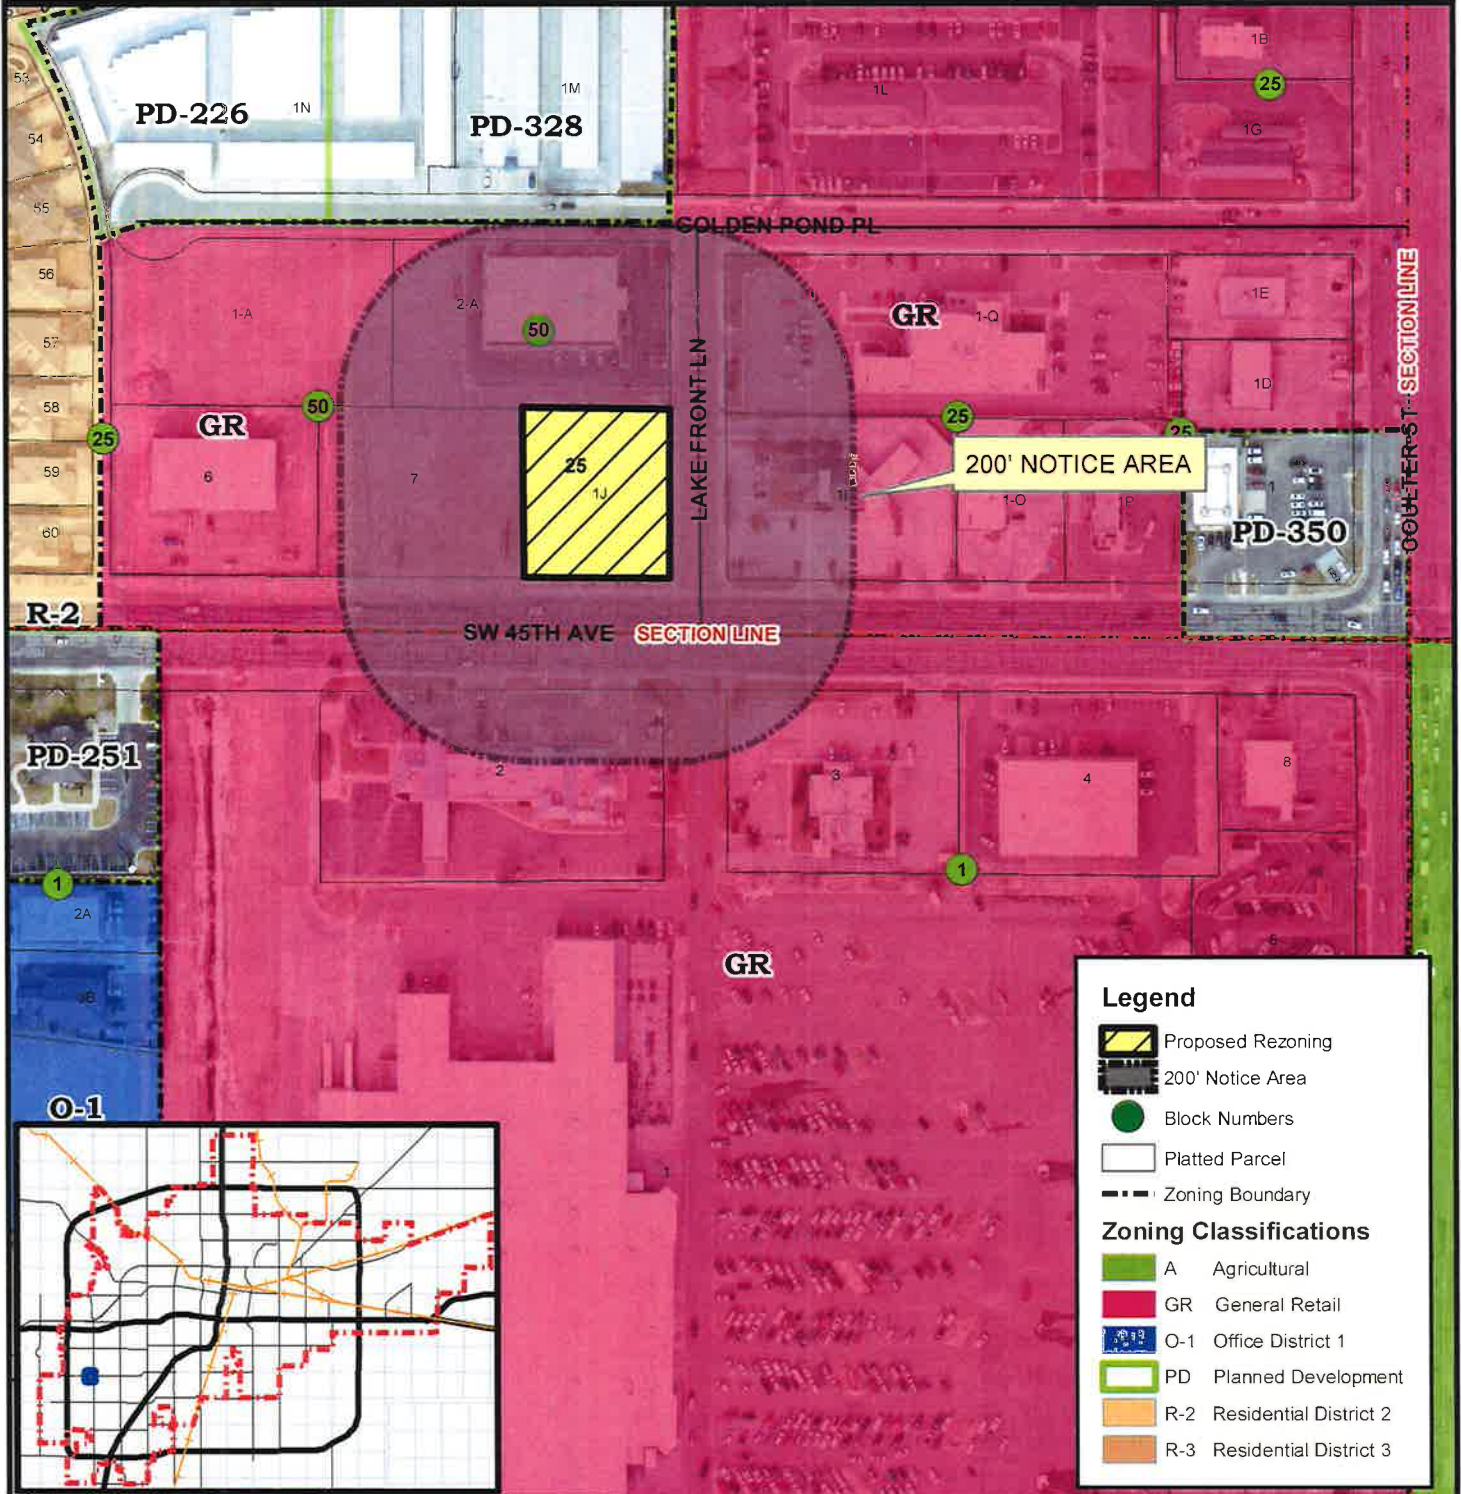 53
54
55
56
57
58
59
60
PD-226
1N
PD-328
1M
1L
1B
25
1G
GOLDEN POND PL
1-A
2-A
50
50
GR
GR
1-Q
1E
1D
25
25
25
6
7
25
1J
LAKE FRONT LN
200' NOTICE AREA
1I
1-O
1P
1
PD-350
COULTER ST
SECTION LINE
R-2
SW 45TH AVE
SECTION LINE
PD-251
1
1
2A
3B
O-1
2
3
4
8
1
GR
6
1
Legend
Proposed Rezoning
200' Notice Area
Block Numbers
Platted Parcel
Zoning Boundary
Zoning Classifications
A Agricultural
GR General Retail
O-1 Office District 1
PD Planned Development
R-2 Residential District 2
R-3 Residential District 3